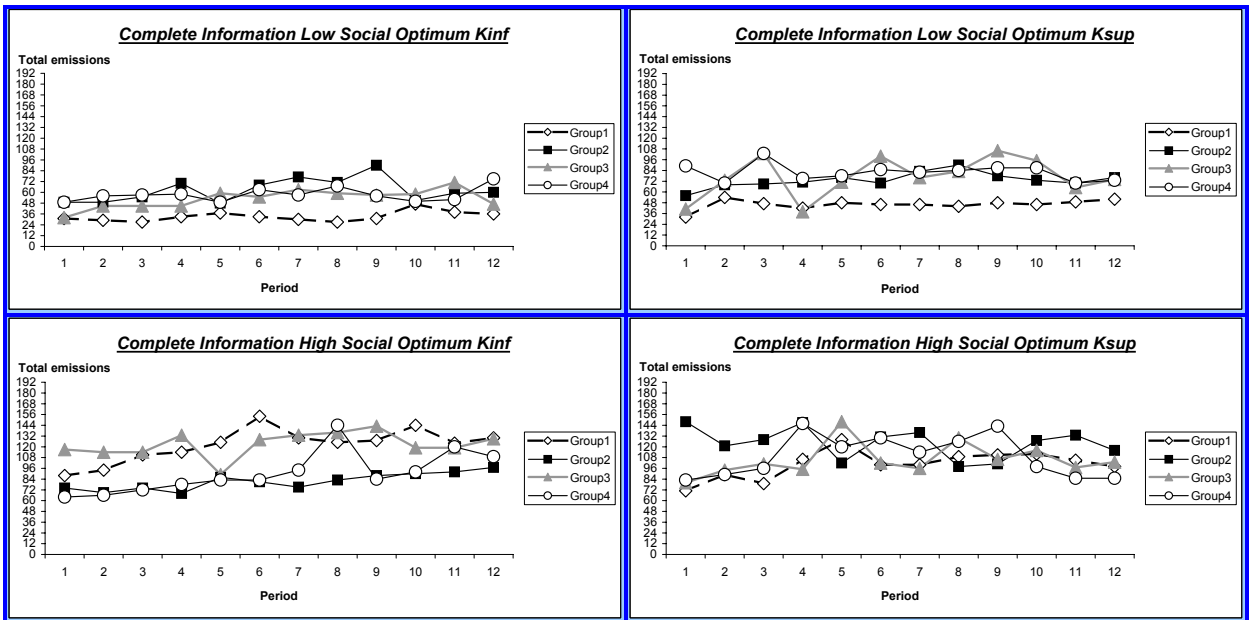 Complete Information Low Social Optimum Kinf
Total emissions
192
180
168
156
144
132
120
108
96
84
72
60
48
36
24
12
0
1 2 3 4 5 6 7 8 9 10 11 12
Period
Group1
Group2
Group3
Group4
Complete Information Low Social Optimum Ksup
Total emissions
192
180
168
156
144
132
120
108
96
84
72
60
48
36
24
12
0
1 2 3 4 5 6 7 8 9 10 11 12
Period
Group1
Group2
Group3
Group4
Complete Information High Social Optimum Kinf
Total emissions
192
180
168
156
144
132
120
108
96
84
72
60
48
36
24
12
0
1 2 3 4 5 6 7 8 9 10 11 12
Period
Group1
Group2
Group3
Group4
Complete Information High Social Optimum Ksup
Total emissions
192
180
168
156
144
132
120
108
96
84
72
60
48
36
24
12
0
1 2 3 4 5 6 7 8 9 10 11 12
Period
Group1
Group2
Group3
Group4